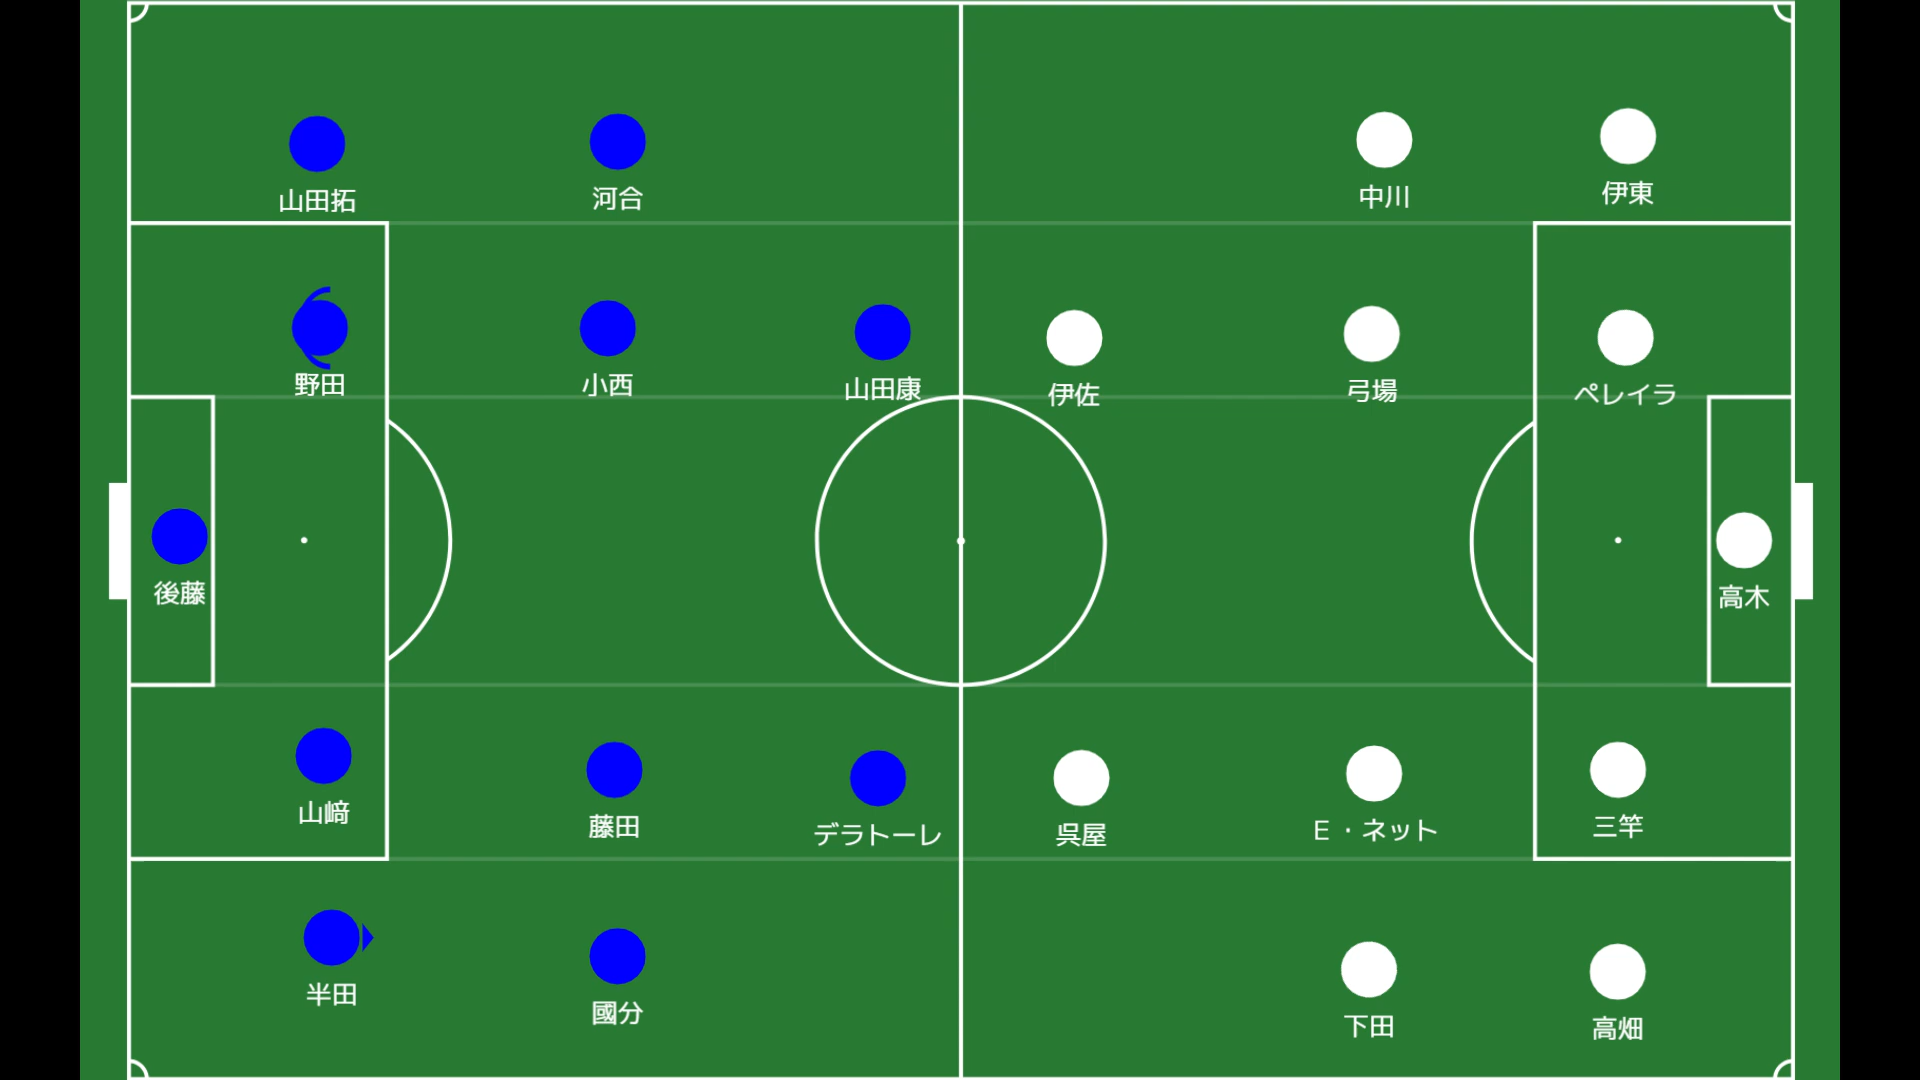 山田拓
河合
中川
伊東
野田
小西
山田康
伊佐
弓場
ペレイラ
後藤
高木
山﨑
藤田
デラトーレ
呉屋
E・ネット
三竿
半田
國分
下田
高畑